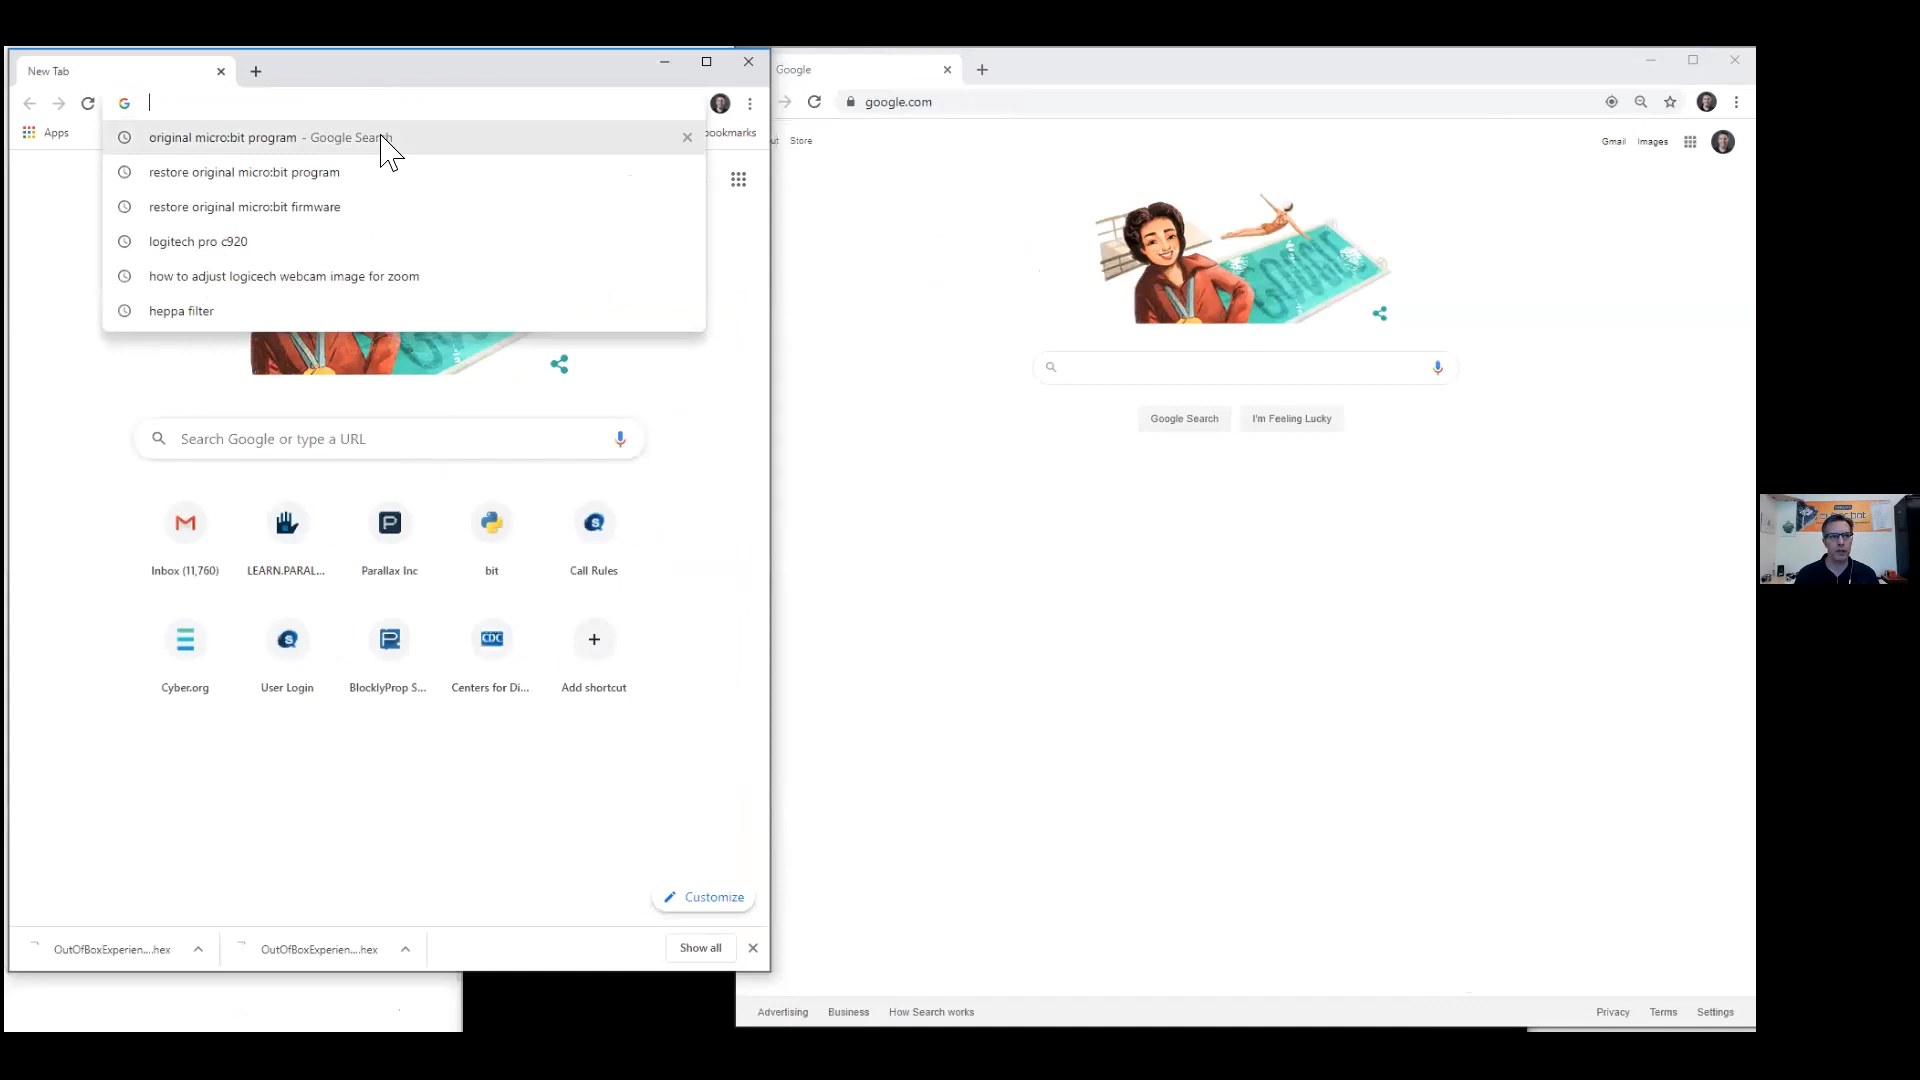 New Tab
original micro:bit program - Google Search
bookmarks
Apps
restore original micro:bit program
restore original micro:bit firmware
logitech pro c920
how to adjust logicech webcam image for zoom
heppa filter
Search Google or type a URL
Inbox (11,760)
LEARN.PARAL...
Parallax Inc
bit
Call Rules
Cyber.org
User Login
BlocklyProp S...
CDC
Centers for Di...
Add shortcut
Customize
OutOfBoxExperien....hex
OutOfBoxExperien....hex
Show all
Google
google.com
ut
Store
Gmail
Images
Google Search
I'm Feeling Lucky
Advertising
Business
How Search works
Privacy
Terms
Settings